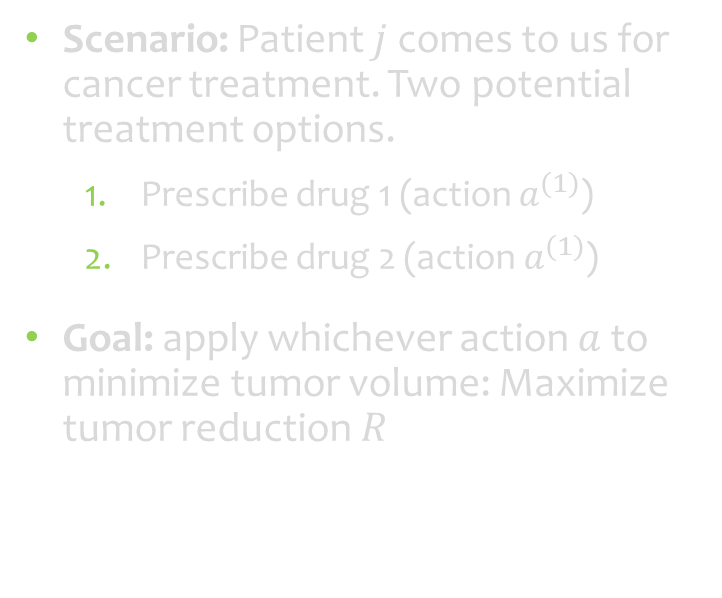 • Scenario: Patient j comes to us for
cancer treatment. Two potential
treatment options.
1. Prescribe drug 1 (action a^(1))
2. Prescribe drug 2 (action a^(1))
• Goal: apply whichever action a to
minimize tumor volume: Maximize
tumor reduction R